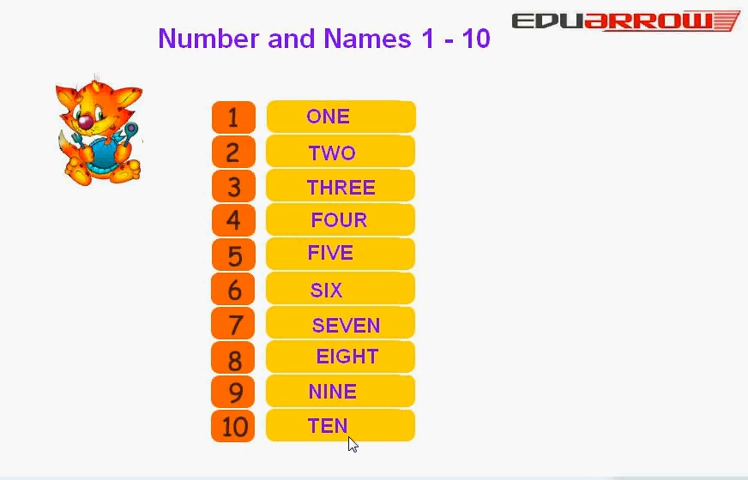 EDUARROW
Number and Names 1 - 10
1 ONE
2 TWO
3 THREE
4 FOUR
5 FIVE
6 SIX
7 SEVEN
8 EIGHT
9 NINE
10 TEN